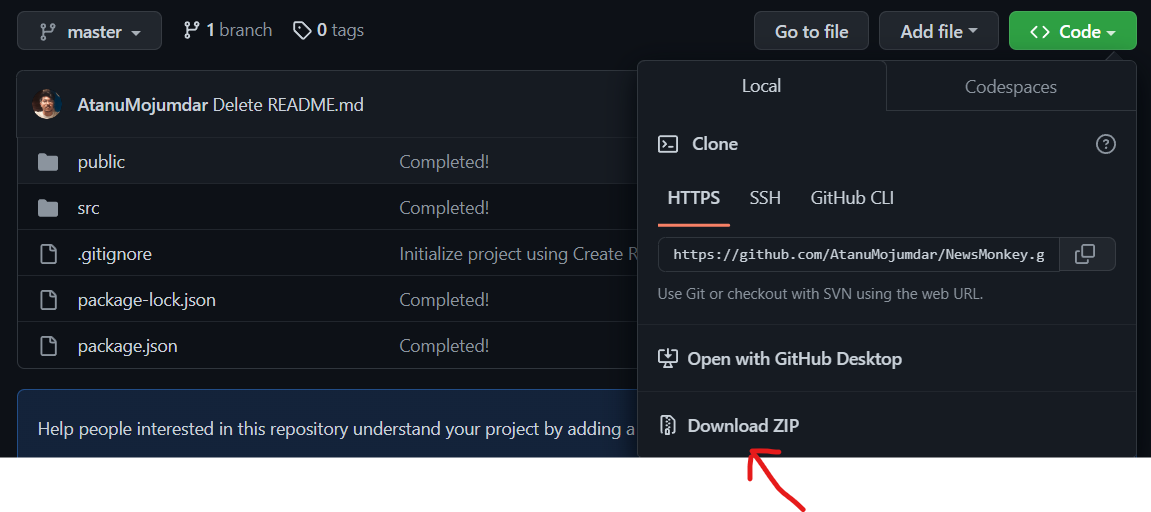 master
1 branch
0 tags
Go to file
Add file
Code
AtanuMojumdar Delete README.md
public Completed!
src Completed!
.gitignore Initialize project using Create R
package-lock.json Completed!
package.json Completed!
Help people interested in this repository understand your project by adding a
Local
Codespaces
Clone
?
HTTPS SSH GitHub CLI
https://github.com/AtanuMojumdar/NewsMonkey.g
Use Git or checkout with SVN using the web URL.
Open with GitHub Desktop
Download ZIP